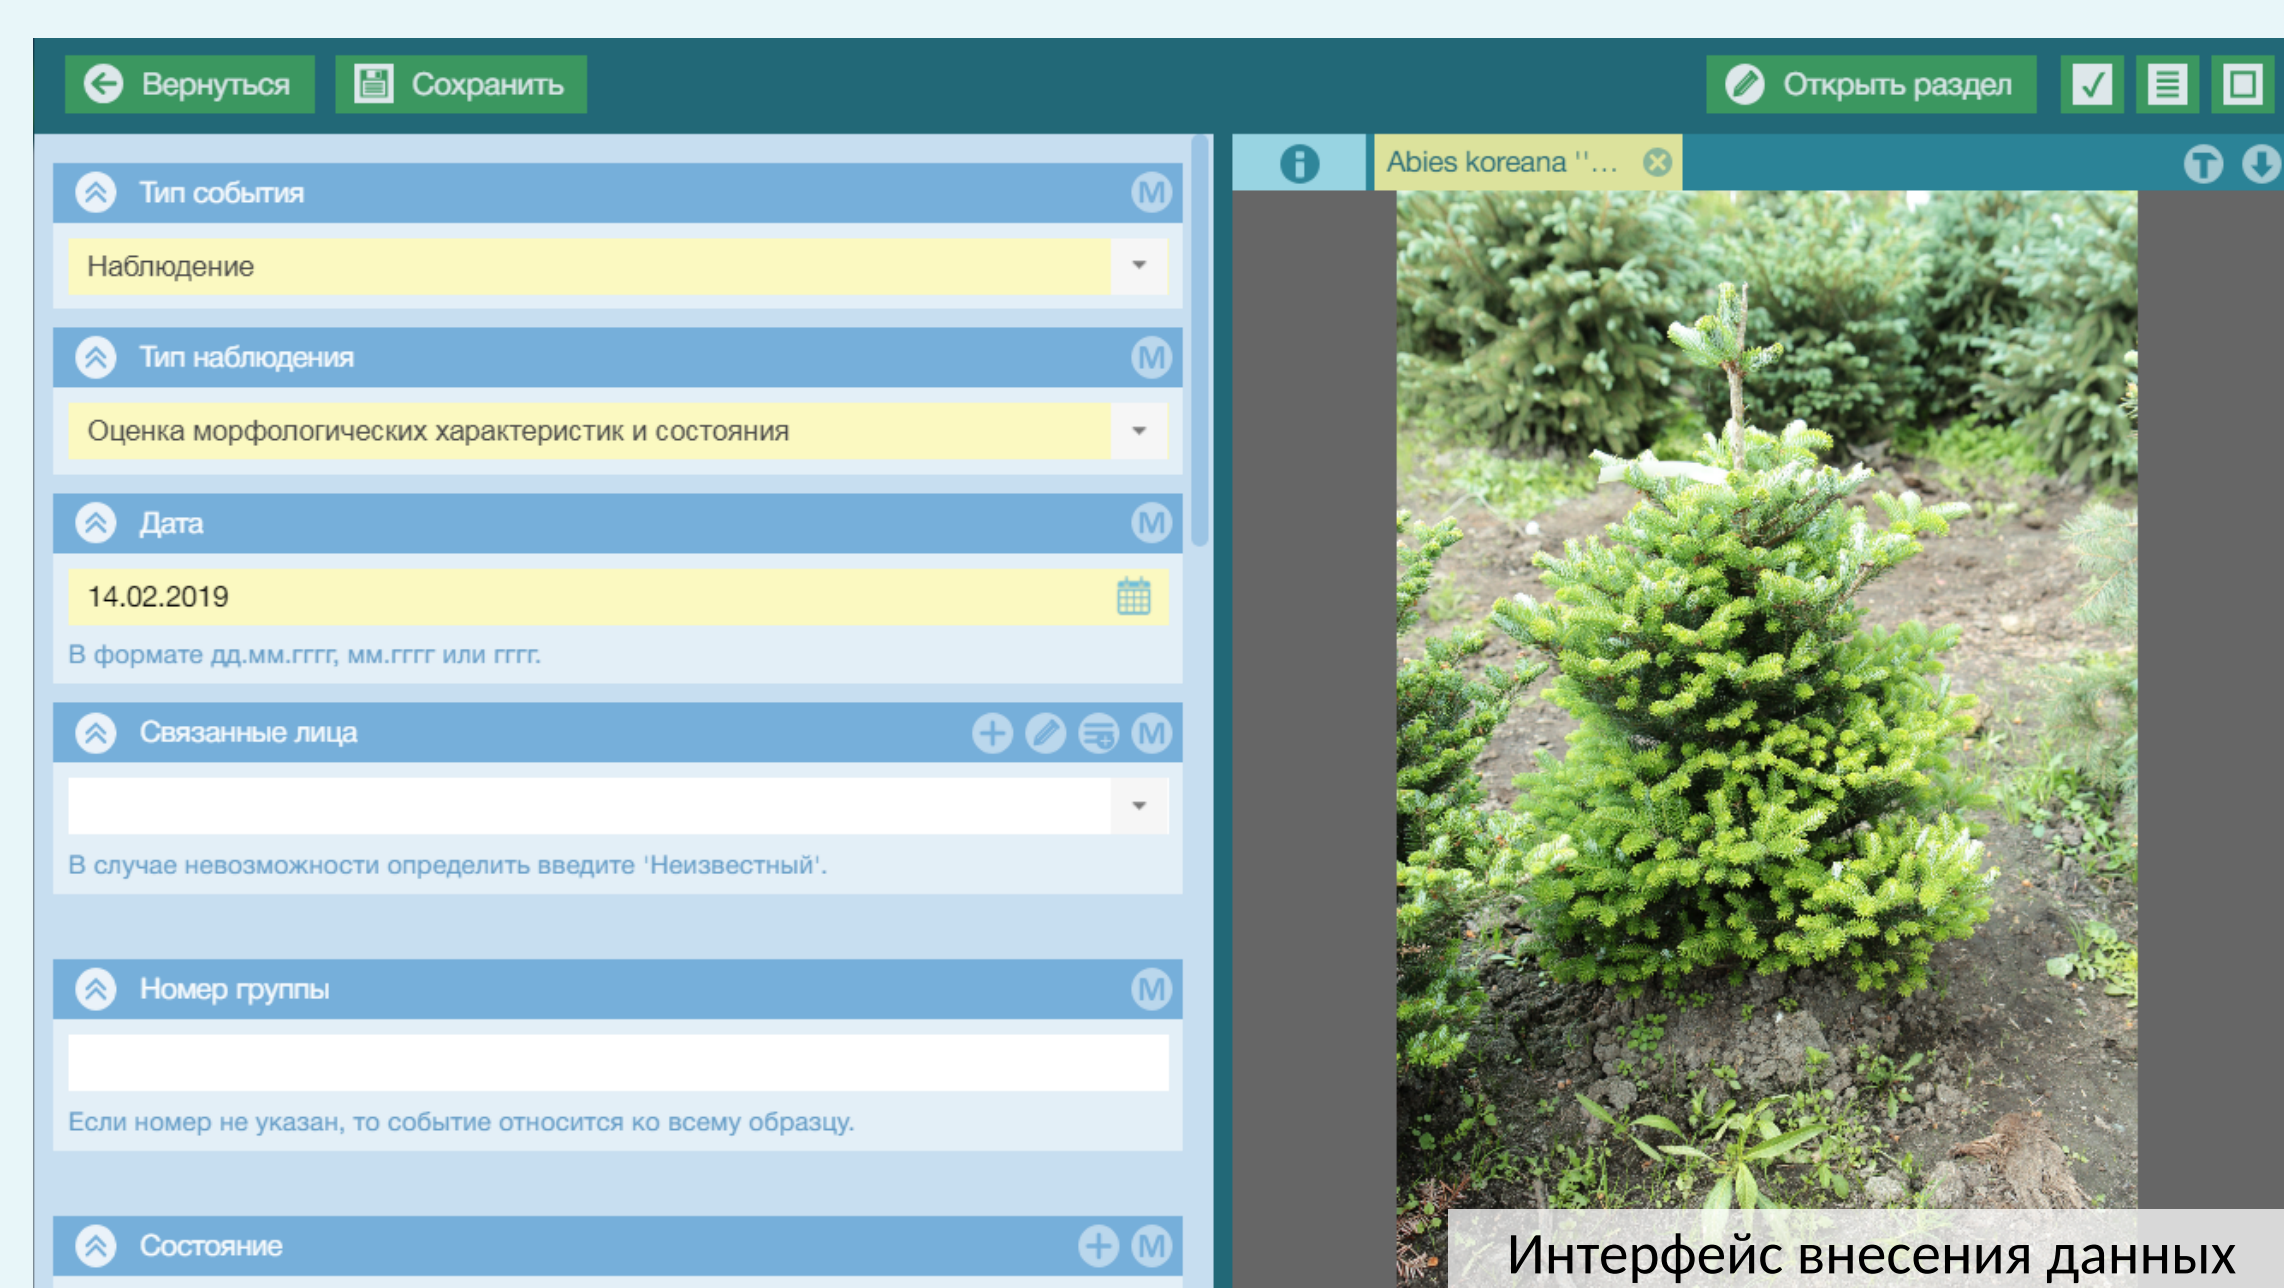 Вернуться
Сохранить
Открыть раздел
Тип события
M
Наблюдение
Тип наблюдения
M
Оценка морфологических характеристик и состояния
Дата
M
14.02.2019
В формате дд.мм.гггг, мм.гггг или гггг.
Связанные лица
M
В случае невозможности определить введите 'Неизвестный'.
Номер группы
M
Если номер не указан, то событие относится ко всему образцу.
Состояние
M
Abies koreana ''...
Интерфейс внесения данных